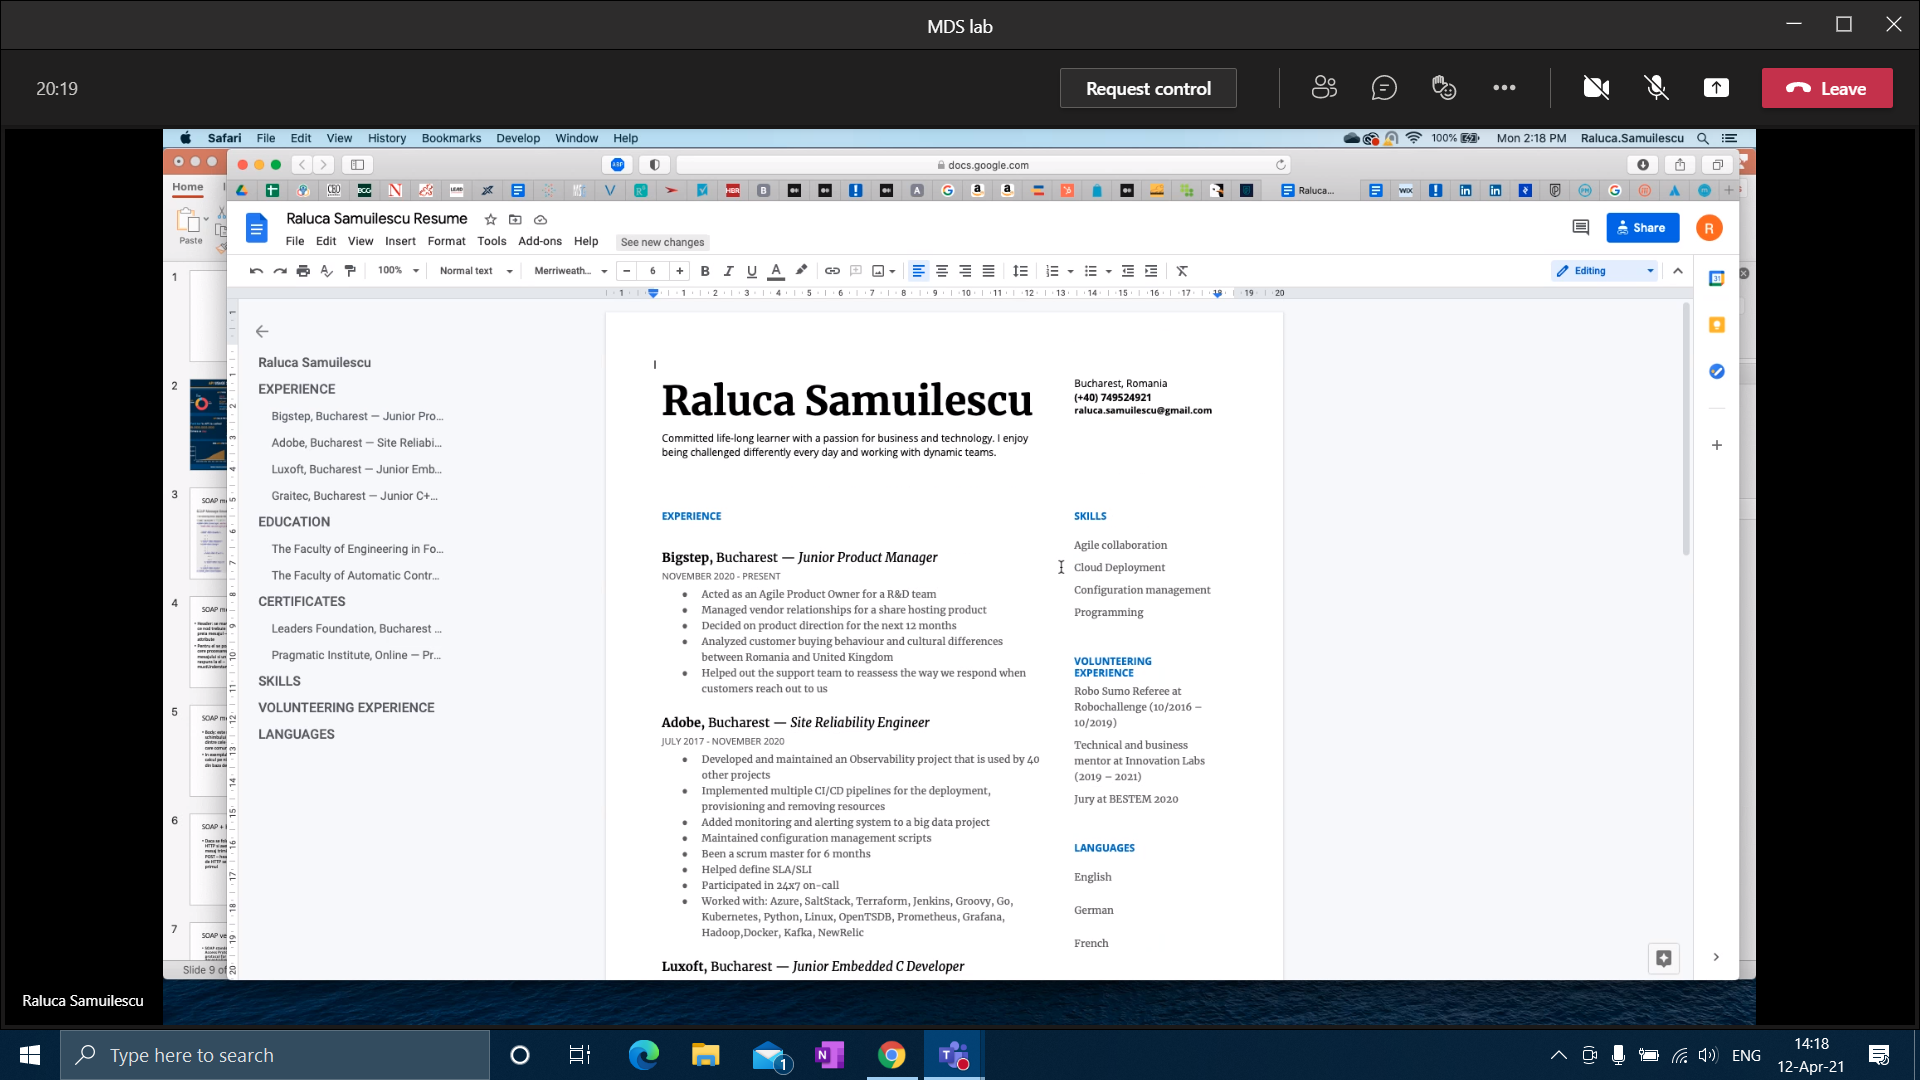 MDS lab
20:19
Request control
Leave
Safari File Edit View History Bookmarks Develop Window Help
100%
Mon 2:18 PM Raluca.Samuilescu
docs.google.com
Home
Paste
Raluca...
Raluca Samuilescu Resume
File Edit View Insert Format Tools Add-ons Help
See new changes
Share
R
100% Normal text Merriweath... 6 B I U A
Editing
Raluca Samuilescu
EXPERIENCE
Bigstep, Bucharest — Junior Pro...
Adobe, Bucharest — Site Reliabi...
Luxoft, Bucharest — Junior Emb...
Graitec, Bucharest — Junior C+...
EDUCATION
The Faculty of Engineering in Fo...
The Faculty of Automatic Contr...
CERTIFICATES
Leaders Foundation, Bucharest ...
Pragmatic Institute, Online — Pr...
SKILLS
VOLUNTEERING EXPERIENCE
LANGUAGES
Raluca Samuilescu
Committed life-long learner with a passion for business and technology. I enjoy
being challenged differently every day and working with dynamic teams.
Bucharest, Romania
(+40) 749524921
raluca.samuilescu@gmail.com
EXPERIENCE
Bigstep, Bucharest — Junior Product Manager
NOVEMBER 2020 - PRESENT
Acted as an Agile Product Owner for a R&D team
Managed vendor relationships for a share hosting product
Decided on product direction for the next 12 months
Analyzed customer buying behaviour and cultural differences
between Romania and United Kingdom
Helped out the support team to reassess the way we respond when
customers reach out to us
Adobe, Bucharest — Site Reliability Engineer
JULY 2017 - NOVEMBER 2020
Developed and maintained an Observability project that is used by 40
other projects
Implemented multiple CI/CD pipelines for the deployment,
provisioning and removing resources
Added monitoring and alerting system to a big data project
Maintained configuration management scripts
Been a scrum master for 6 months
Helped define SLA/SLI
Participated in 24x7 on-call
Worked with: Azure, SaltStack, Terraform, Jenkins, Groovy, Go,
Kubernetes, Python, Linux, OpenTSDB, Prometheus, Grafana,
Hadoop,Docker, Kafka, NewRelic
Luxoft, Bucharest — Junior Embedded C Developer
SKILLS
Agile collaboration
Cloud Deployment
Configuration management
Programming
VOLUNTEERING
EXPERIENCE
Robo Sumo Referee at
Robochallenge (10/2016 –
10/2019)
Technical and business
mentor at Innovation Labs
(2019 – 2021)
Jury at BESTEM 2020
LANGUAGES
English
German
French
1
2
3
4
5
6
7
Slide 9 of
Raluca Samuilescu
Type here to search
1
ENG
14:18
12-Apr-21